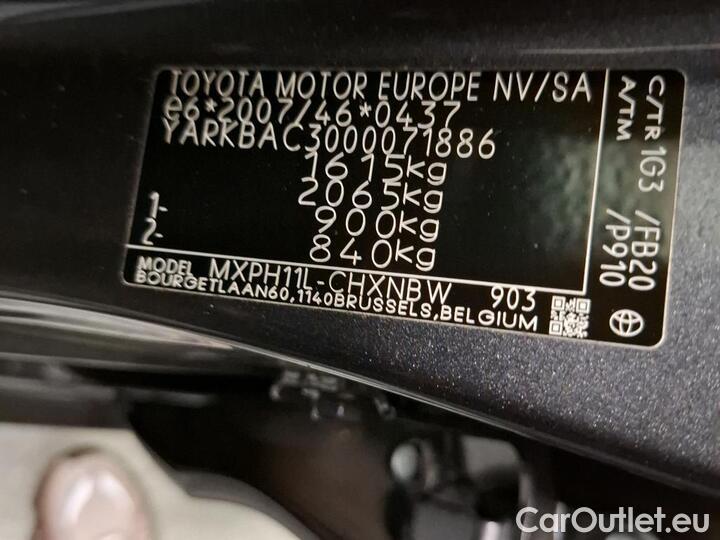 TOYOTA MOTOR EUROPE NV/SA
e6*2007/46*0437
YARKBAC3000071886
1615kg
2065kg
1- 900kg
2- 840kg
MODEL MXPH11L-CHXNBW 903
BOURGETLAAN60,1140BRUSSELS,BELGIUM
C/TR 1G3 /FB20
A/TM /P910
CarOutlet.eu